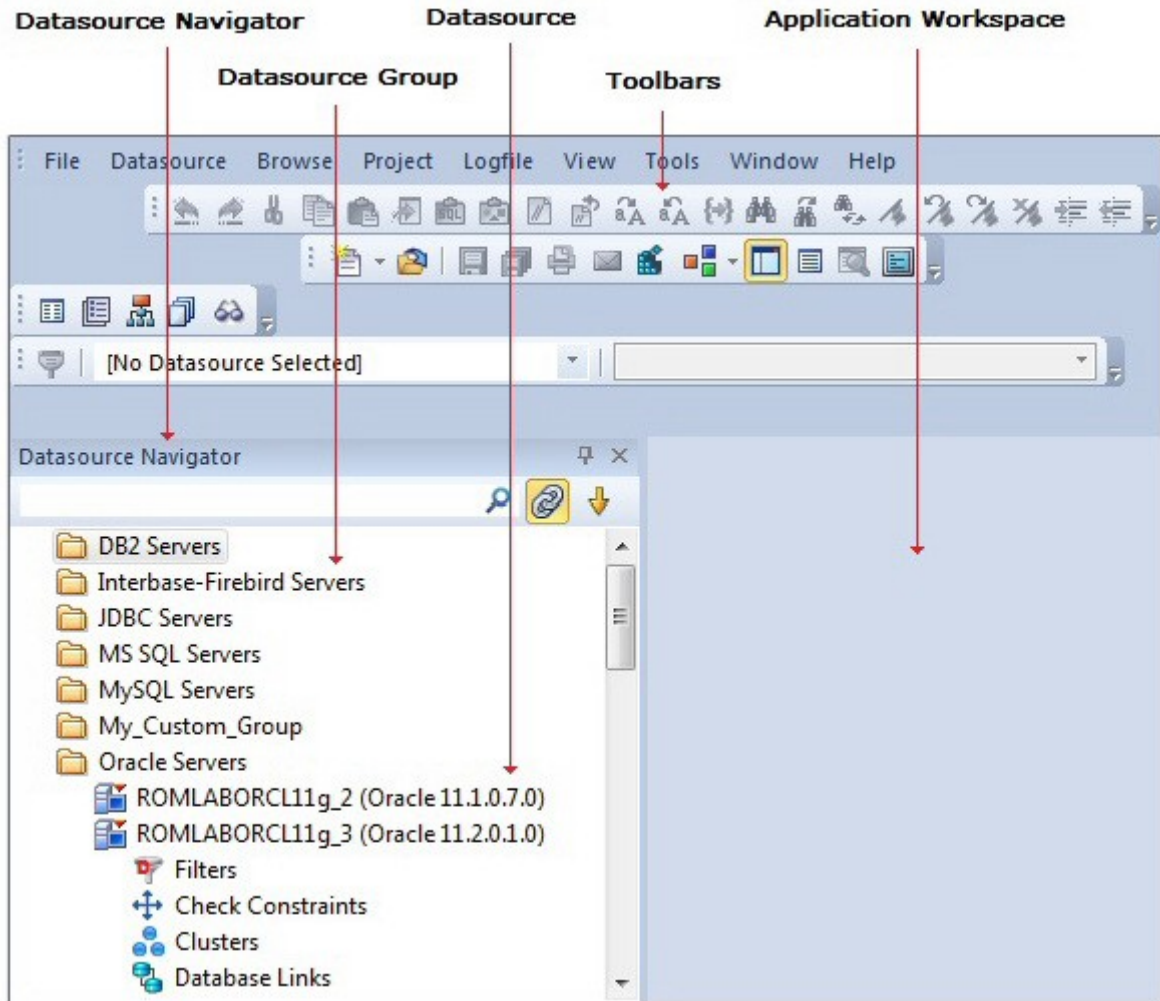 Datasource Navigator
Datasource
Application Workspace
Datasource Group
Toolbars
File Datasource Browse Project Logfile View Tools Window Help
[No Datasource Selected]
Datasource Navigator
DB2 Servers
Interbase-Firebird Servers
JDBC Servers
MS SQL Servers
MySQL Servers
My_Custom_Group
Oracle Servers
ROMLABORCL11g_2 (Oracle 11.1.0.7.0)
ROMLABORCL11g_3 (Oracle 11.2.0.1.0)
Filters
Check Constraints
Clusters
Database Links